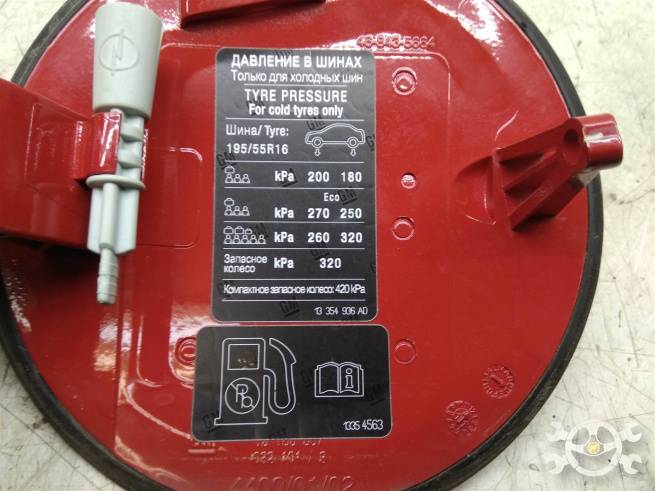 ДАВЛЕНИЕ В ШИНАХ
Только для холодных шин
TYRE PRESSURE
For cold tyres only
Шина/Tyre:
195/55R16
kPa 200 180
Eco
kPa 270 250
kPa 260 320
Запасное колесо kPa 320
Компактное запасное колесо: 420 kPa
13 354 936 AD
Pb
i
1335 4563